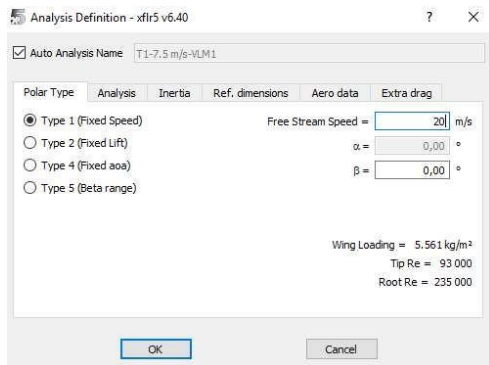 Analysis Definition - xflr5 v6.40
Auto Analysis Name T1-7.5 m/s-VLM1
Polar Type Analysis Inertia Ref. dimensions Aero data Extra drag
Type 1 (Fixed Speed) Free Stream Speed = 20 m/s
Type 2 (Fixed Lift) α = 0,00 °
Type 4 (Fixed aoa) β = 0,00 °
Type 5 (Beta range)
Wing Loading = 5.561 kg/m²
Tip Re = 93 000
Root Re = 235 000
OK Cancel